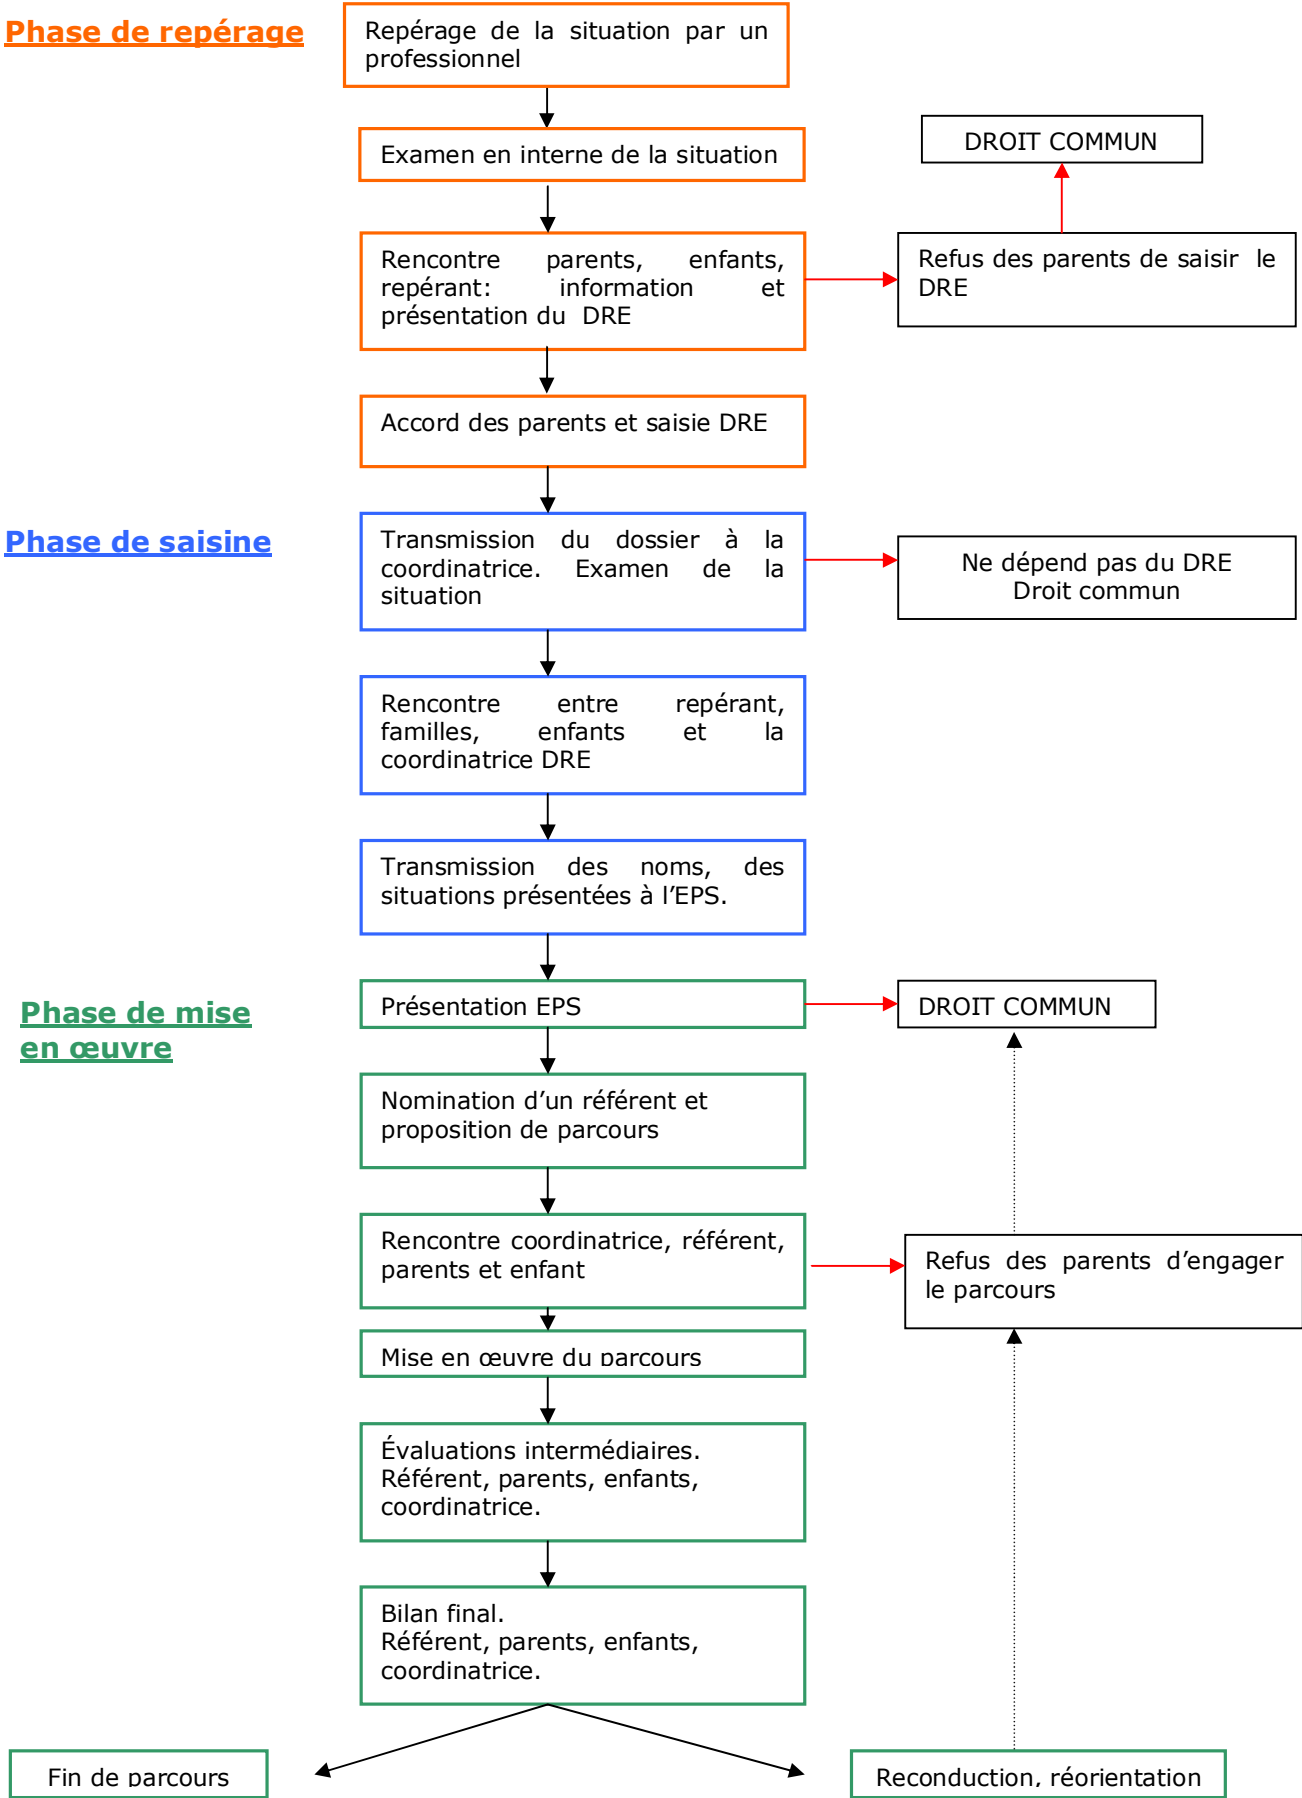 Phase de repérage
Repérage de la situation par un
professionnel
Examen en interne de la situation
DROIT COMMUN
Rencontre parents, enfants,
repérant: information et
présentation du DRE
Refus des parents de saisir le
DRE
Accord des parents et saisie DRE
Phase de saisine
Transmission du dossier à la
coordinatrice. Examen de la
situation
Ne dépend pas du DRE
Droit commun
Rencontre entre repérant,
familles, enfants et la
coordinatrice DRE
Transmission des noms, des
situations présentées à l'EPS.
Phase de mise
en œuvre
Présentation EPS
DROIT COMMUN
Nomination d'un référent et
proposition de parcours
Rencontre coordinatrice, référent,
parents et enfant
Refus des parents d'engager
le parcours
Mise en œuvre du parcours
Évaluations intermédiaires.
Référent, parents, enfants,
coordinatrice.
Bilan final.
Référent, parents, enfants,
coordinatrice.
Fin de parcours
Reconduction, réorientation